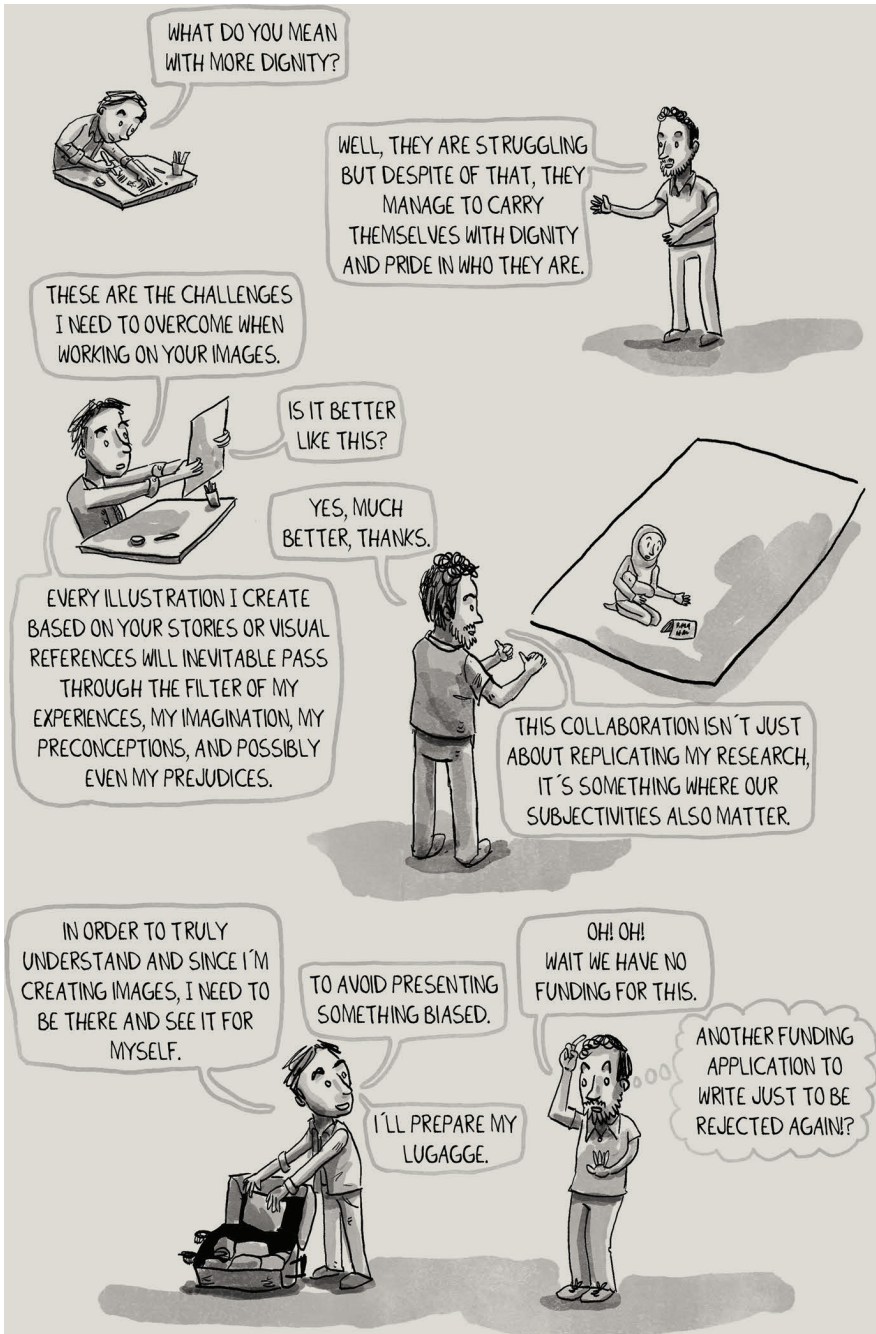 WHAT DO YOU MEAN
WITH MORE DIGNITY?
WELL, THEY ARE STRUGGLING
BUT DESPITE OF THAT, THEY
MANAGE TO CARRY
THEMSELVES WITH DIGNITY
AND PRIDE IN WHO THEY ARE.
THESE ARE THE CHALLENGES
I NEED TO OVERCOME WHEN
WORKING ON YOUR IMAGES.
IS IT BETTER
LIKE THIS?
YES, MUCH
BETTER, THANKS.
EVERY ILLUSTRATION I CREATE
BASED ON YOUR STORIES OR VISUAL
REFERENCES WILL INEVITABLE PASS
THROUGH THE FILTER OF MY
EXPERIENCES, MY IMAGINATION, MY
PRECONCEPTIONS, AND POSSIBLY
EVEN MY PREJUDICES.
THIS COLLABORATION ISN´T JUST
ABOUT REPLICATING MY RESEARCH,
IT´S SOMETHING WHERE OUR
SUBJECTIVITIES ALSO MATTER.
IN ORDER TO TRULY
UNDERSTAND AND SINCE I´M
CREATING IMAGES, I NEED TO
BE THERE AND SEE IT FOR
MYSELF.
TO AVOID PRESENTING
SOMETHING BIASED.
I´LL PREPARE MY
LUGAGGE.
OH! OH!
WAIT WE HAVE NO
FUNDING FOR THIS.
ANOTHER FUNDING
APPLICATION TO
WRITE JUST TO BE
REJECTED AGAIN!?